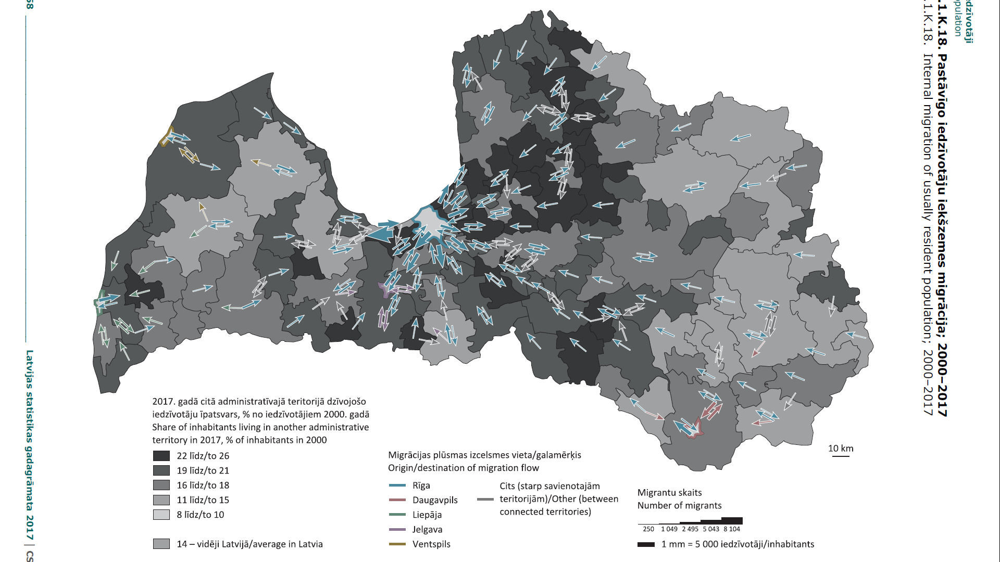 edzīvotāji
opulation
.1.K.18. Pastāvīgo iedzīvotāju iekšzemes migrācija; 2000–2017
.1.K.18. Internal migration of usually resident population; 2000–2017
2017. gadā citā administratīvajā teritorijā dzīvojošo
iedzīvotāju īpatsvars, % no iedzīvotājiem 2000. gadā
Share of inhabitants living in another administrative
territory in 2017, % of inhabitants in 2000
22 līdz/to 26
19 līdz/to 21
16 līdz/to 18
11 līdz/to 15
8 līdz/to 10
14 – vidēji Latvijā/average in Latvia
Migrācijas plūsmas izcelsmes vieta/galamērķis
Origin/destination of migration flow
Rīga
Daugavpils
Liepāja
Jelgava
Ventspils
Cits (starp savienotajām
teritorijām)/Other (between
connected territories)
10 km
Migrantu skaits
Number of migrants
250 1 049 2 495 5 043 8 104
1 mm = 5 000 iedzīvotāji/inhabitants
58
Latvijas statistikas gadagrāmata 2017 | CS